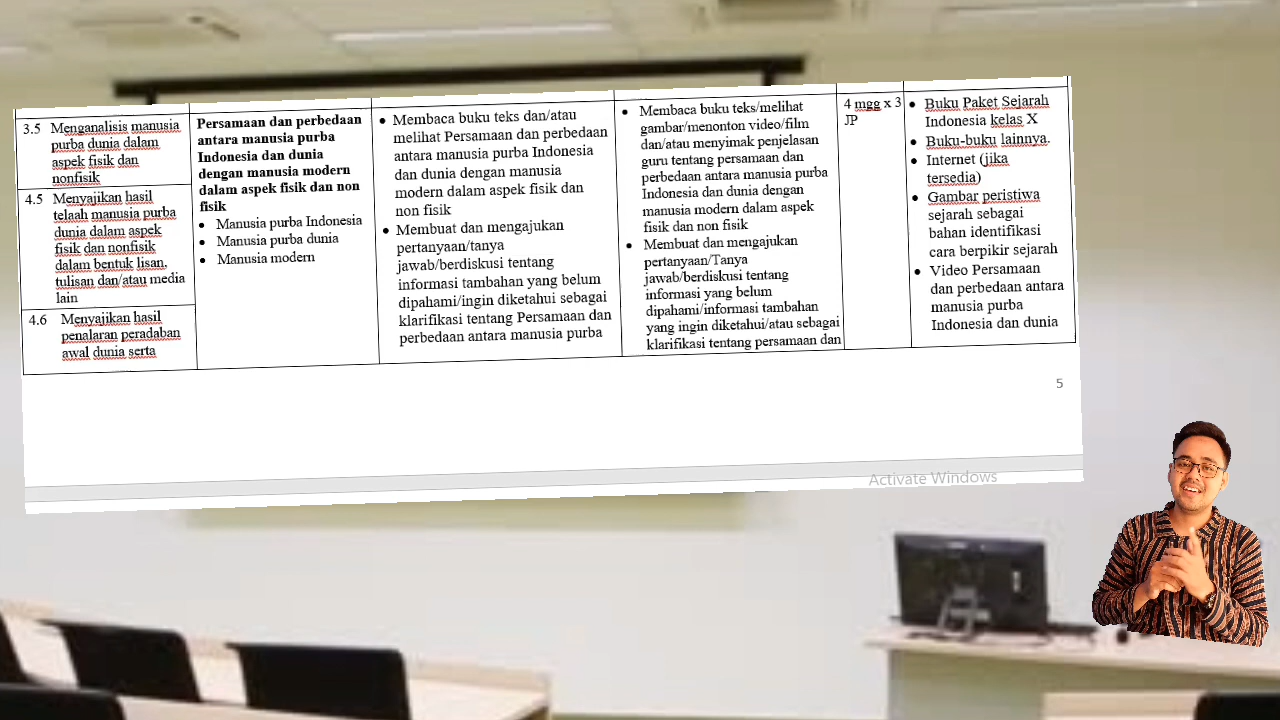 3.5 Menganalisis manusia
purba dunia dalam
aspek fisik dan
nonfisik
4.5 Menyajikan hasil
telaah manusia purba
dunia dalam aspek
fisik dan nonfisik
dalam bentuk lisan,
tulisan dan/atau media
lain
4.6 Menyajikan hasil
penalaran peradaban
awal dunia serta
Persamaan dan perbedaan
antara manusia purba
Indonesia dan dunia
dengan manusia modern
dalam aspek fisik dan non
fisik
• Manusia purba Indonesia
• Manusia purba dunia
• Manusia modern
• Membaca buku teks dan/atau
melihat Persamaan dan perbedaan
antara manusia purba Indonesia
dan dunia dengan manusia
modern dalam aspek fisik dan
non fisik
• Membuat dan mengajukan
pertanyaan/tanya
jawab/berdiskusi tentang
informasi tambahan yang belum
dipahami/ingin diketahui sebagai
klarifikasi tentang Persamaan dan
perbedaan antara manusia purba
• Membaca buku teks/melihat
gambar/menonton video/film
dan/atau menyimak penjelasan
guru tentang persamaan dan
perbedaan antara manusia purba
Indonesia dan dunia dengan
manusia modern dalam aspek
fisik dan non fisik
• Membuat dan mengajukan
pertanyaan/Tanya
jawab/berdiskusi tentang
informasi yang belum
dipahami/informasi tambahan
yang ingin diketahui/atau sebagai
klarifikasi tentang persamaan dan
4 mgg x 3
JP
• Buku Paket Sejarah
Indonesia kelas X
• Buku-buku lainnya.
• Internet (jika
tersedia)
• Gambar peristiwa
sejarah sebagai
bahan identifikasi
cara berpikir sejarah
• Video Persamaan
dan perbedaan antara
manusia purba
Indonesia dan dunia
5
Activate Windows